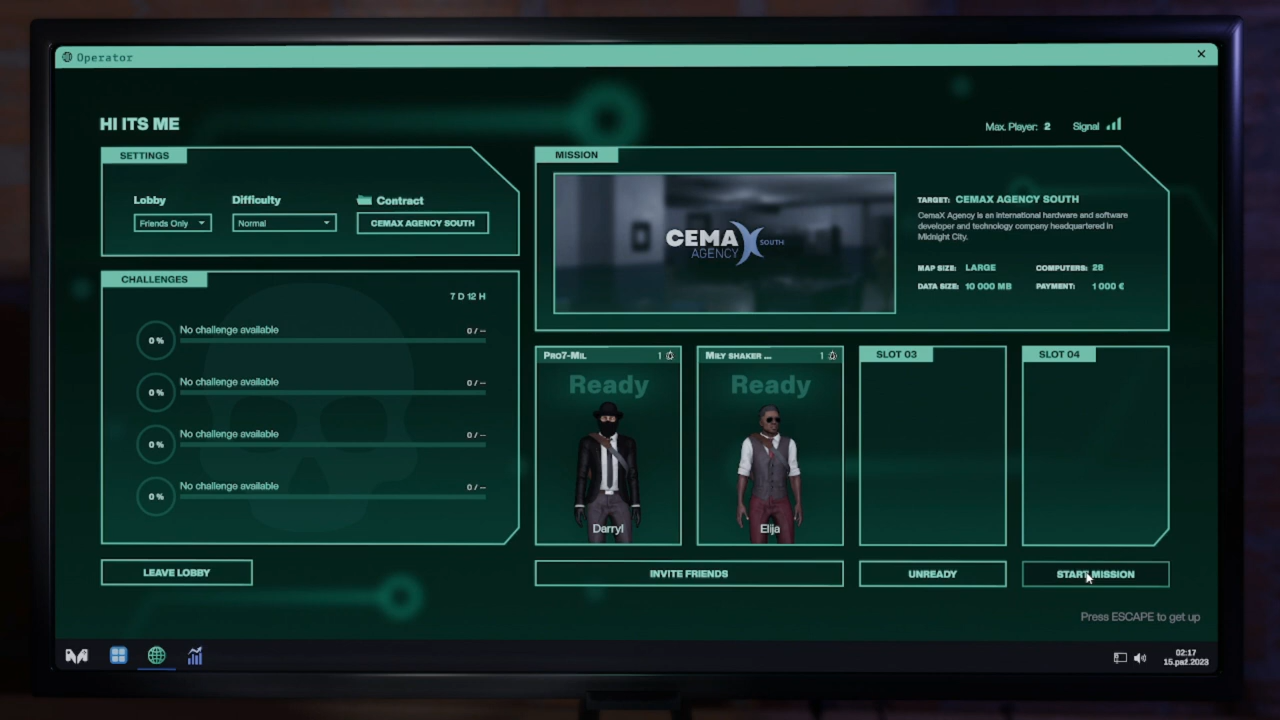 Operator
HI ITS ME
Max. Player: 2 Signal
SETTINGS
Lobby
Difficulty
Contract
Friends Only
Normal
CEMAX AGENCY SOUTH
CHALLENGES
7 D 12 H
0 %
No challenge available
0 / --
0 %
No challenge available
0 / --
0 %
No challenge available
0 / --
0 %
No challenge available
0 / --
LEAVE LOBBY
MISSION
CEMAX
SOUTH
AGENCY
TARGET: CEMAX AGENCY SOUTH
CemaX Agency is an international hardware and software
developer and technology company headquartered in
Midnight City.
MAP SIZE: LARGE COMPUTERS: 28
DATA SIZE: 10 000 MB PAYMENT: 1 000 €
PRO7-MIL 1
Ready
Darryl
MILY SHAKER ... 1
Ready
Elija
SLOT 03
SLOT 04
INVITE FRIENDS
UNREADY
START MISSION
Press ESCAPE to get up
02:17
15.paź.2023